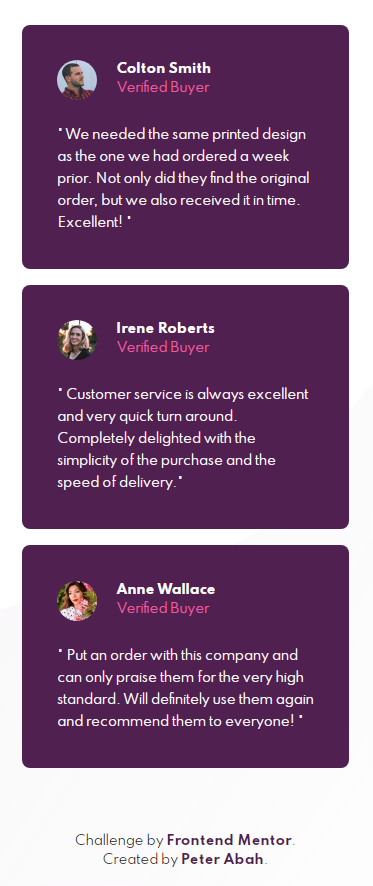 Colton Smith
Verified Buyer
" We needed the same printed design
as the one we had ordered a week
prior. Not only did they find the original
order, but we also received it in time.
Excellent! "
Irene Roberts
Verified Buyer
" Customer service is always excellent
and very quick turn around.
Completely delighted with the
simplicity of the purchase and the
speed of delivery."
Anne Wallace
Verified Buyer
" Put an order with this company and
can only praise them for the very high
standard. Will definitely use them again
and recommend them to everyone! "
Challenge by Frontend Mentor.
Created by Peter Abah.